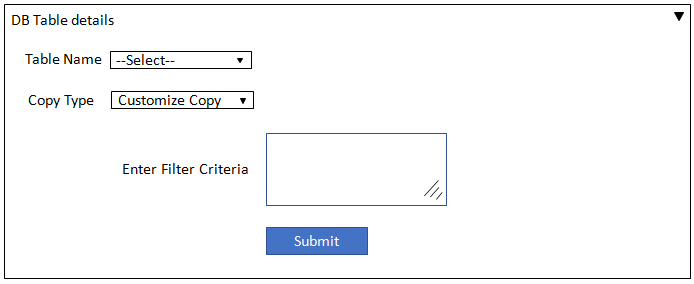 DB Table details
Table Name --Select--
Copy Type Customize Copy
Enter Filter Criteria
Submit